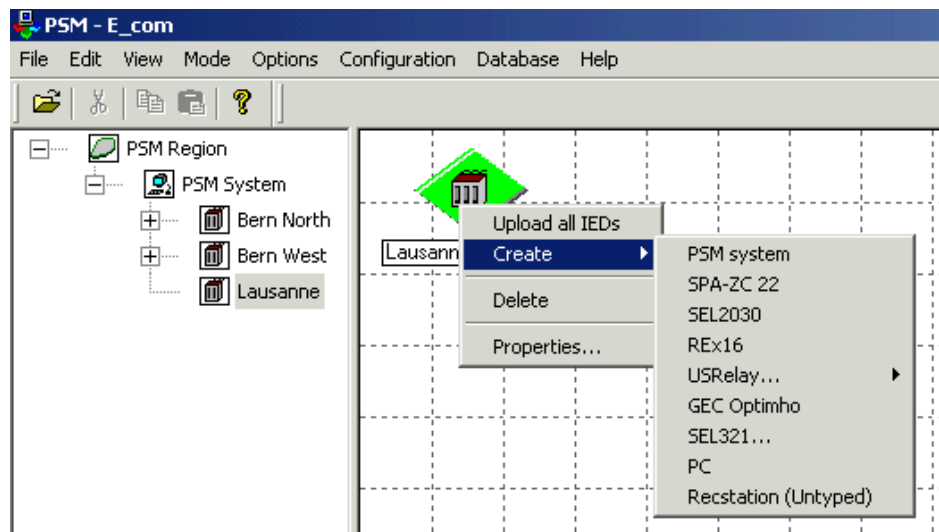 PSM - E_com
File Edit View Mode Options Configuration Database Help
PSM Region
PSM System
Bern North
Bern West
Lausanne
Lausann
Upload all IEDs
Create
Delete
Properties...
PSM system
SPA-ZC 22
SEL2030
REx16
USRelay...
GEC Optimho
SEL321...
PC
Recstation (Untyped)